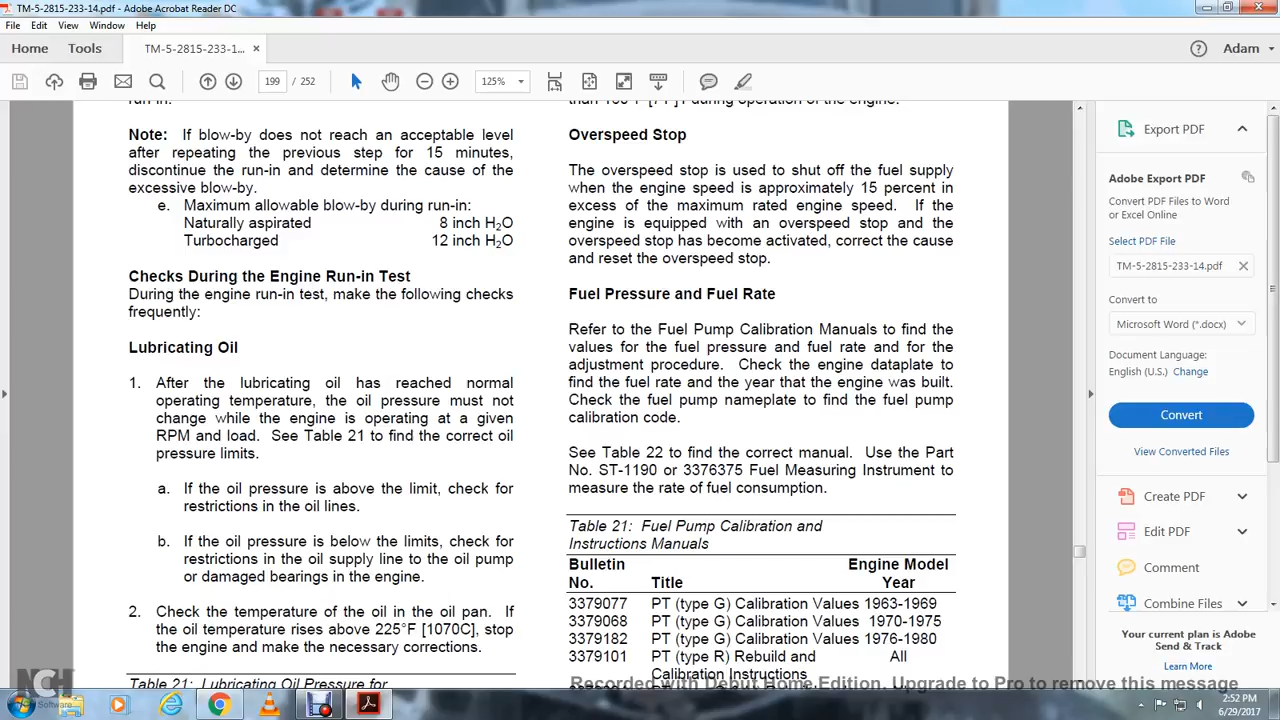 TM-5-2815-233-14.pdf - Adobe Acrobat Reader DC
File Edit View Window Help
Home Tools TM-5-2815-233-1... × Adam
199 / 252 125%
run-in.
Note: If blow-by does not reach an acceptable level
after repeating the previous step for 15 minutes,
discontinue the run-in and determine the cause of the
excessive blow-by.
e. Maximum allowable blow-by during run-in:
Naturally aspirated 8 inch H2O
Turbocharged 12 inch H2O
Checks During the Engine Run-in Test
During the engine run-in test, make the following checks
frequently:
Lubricating Oil
1. After the lubricating oil has reached normal
operating temperature, the oil pressure must not
change while the engine is operating at a given
RPM and load. See Table 21 to find the correct oil
pressure limits.
a. If the oil pressure is above the limit, check for
restrictions in the oil lines.
b. If the oil pressure is below the limits, check for
restrictions in the oil supply line to the oil pump
or damaged bearings in the engine.
2. Check the temperature of the oil in the oil pan. If
the oil temperature rises above 225°F [1070C], stop
the engine and make the necessary corrections.
Table 21: Lubricating Oil Pressure for
during operation of the engine.
Overspeed Stop
The overspeed stop is used to shut off the fuel supply
when the engine speed is approximately 15 percent in
excess of the maximum rated engine speed. If the
engine is equipped with an overspeed stop and the
overspeed stop has become activated, correct the cause
and reset the overspeed stop.
Fuel Pressure and Fuel Rate
Refer to the Fuel Pump Calibration Manuals to find the
values for the fuel pressure and fuel rate and for the
adjustment procedure. Check the engine dataplate to
find the fuel rate and the year that the engine was built.
Check the fuel pump nameplate to find the fuel pump
calibration code.
See Table 22 to find the correct manual. Use the Part
No. ST-1190 or 3376375 Fuel Measuring Instrument to
measure the rate of fuel consumption.
Table 21: Fuel Pump Calibration and
Instructions Manuals
Bulletin Engine Model
No. Title Year
3379077 PT (type G) Calibration Values 1963-1969
3379068 PT (type G) Calibration Values 1970-1975
3379182 PT (type G) Calibration Values 1976-1980
3379101 PT (type R) Rebuild and All
Calibration Instructions
Export PDF
Adobe Export PDF
Convert PDF Files to Word
or Excel Online
Select PDF File
TM-5-2815-233-14.pdf
Convert to
Microsoft Word (*.docx)
Document Language:
English (U.S.) Change
Convert
View Converted Files
Create PDF
Edit PDF
Comment
Combine Files
Your current plan is Adobe
Send & Track
Learn More
NCH
Software
Recorded with Debut Home Edition. Upgrade to Pro to remove this message
2:52 PM
6/29/2017